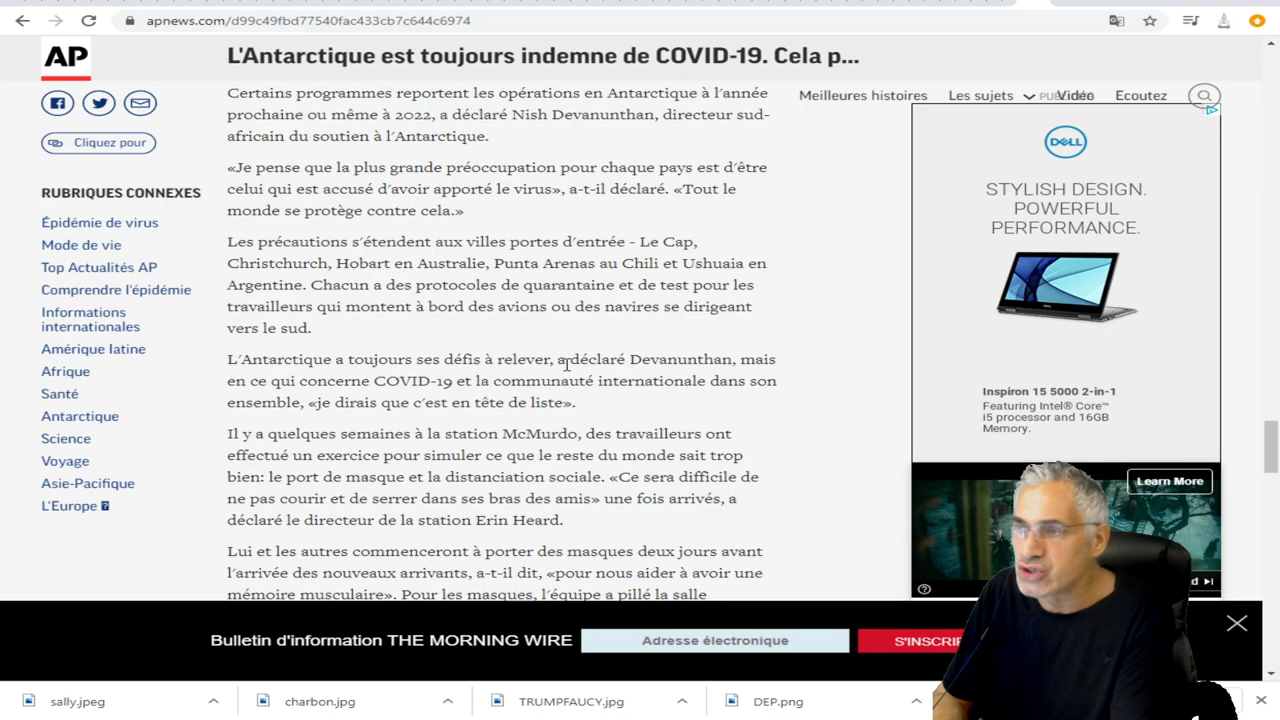 apnews.com/d99c49fbd77540fac433cb7c644c6974
AP
L'Antarctique est toujours indemne de COVID-19. Cela p...
Meilleures histoires
Les sujets
Vidéo
Ecoutez
Cliquez pour
RUBRIQUES CONNEXES
Épidémie de virus
Mode de vie
Top Actualités AP
Comprendre l'épidémie
Informations
internationales
Amérique latine
Afrique
Santé
Antarctique
Science
Voyage
Asie-Pacifique
L'Europe
Certains programmes reportent les opérations en Antarctique à l'année
prochaine ou même à 2022, a déclaré Nish Devanunthan, directeur sud-
africain du soutien à l'Antarctique.
«Je pense que la plus grande préoccupation pour chaque pays est d'être
celui qui est accusé d'avoir apporté le virus», a-t-il déclaré. «Tout le
monde se protège contre cela.»
Les précautions s'étendent aux villes portes d'entrée - Le Cap,
Christchurch, Hobart en Australie, Punta Arenas au Chili et Ushuaia en
Argentine. Chacun a des protocoles de quarantaine et de test pour les
travailleurs qui montent à bord des avions ou des navires se dirigeant
vers le sud.
L'Antarctique a toujours ses défis à relever, a déclaré Devanunthan, mais
en ce qui concerne COVID-19 et la communauté internationale dans son
ensemble, «je dirais que c'est en tête de liste».
Il y a quelques semaines à la station McMurdo, des travailleurs ont
effectué un exercice pour simuler ce que le reste du monde sait trop
bien: le port de masque et la distanciation sociale. «Ce sera difficile de
ne pas courir et de serrer dans ses bras des amis» une fois arrivés, a
déclaré le directeur de la station Erin Heard.
Lui et les autres commenceront à porter des masques deux jours avant
l'arrivée des nouveaux arrivants, a-t-il dit, «pour nous aider à avoir une
mémoire musculaire». Pour les masques, l'équipe a pillé la salle
DELL
STYLISH DESIGN.
POWERFUL
PERFORMANCE.
Inspiron 15 5000 2-in-1
Featuring Intel® Core™
i5 processor and 16GB
Memory.
Learn More
Bulletin d'information THE MORNING WIRE
Adresse électronique
sally.jpeg
charbon.jpg
TRUMPFAUCY.jpg
DEP.png